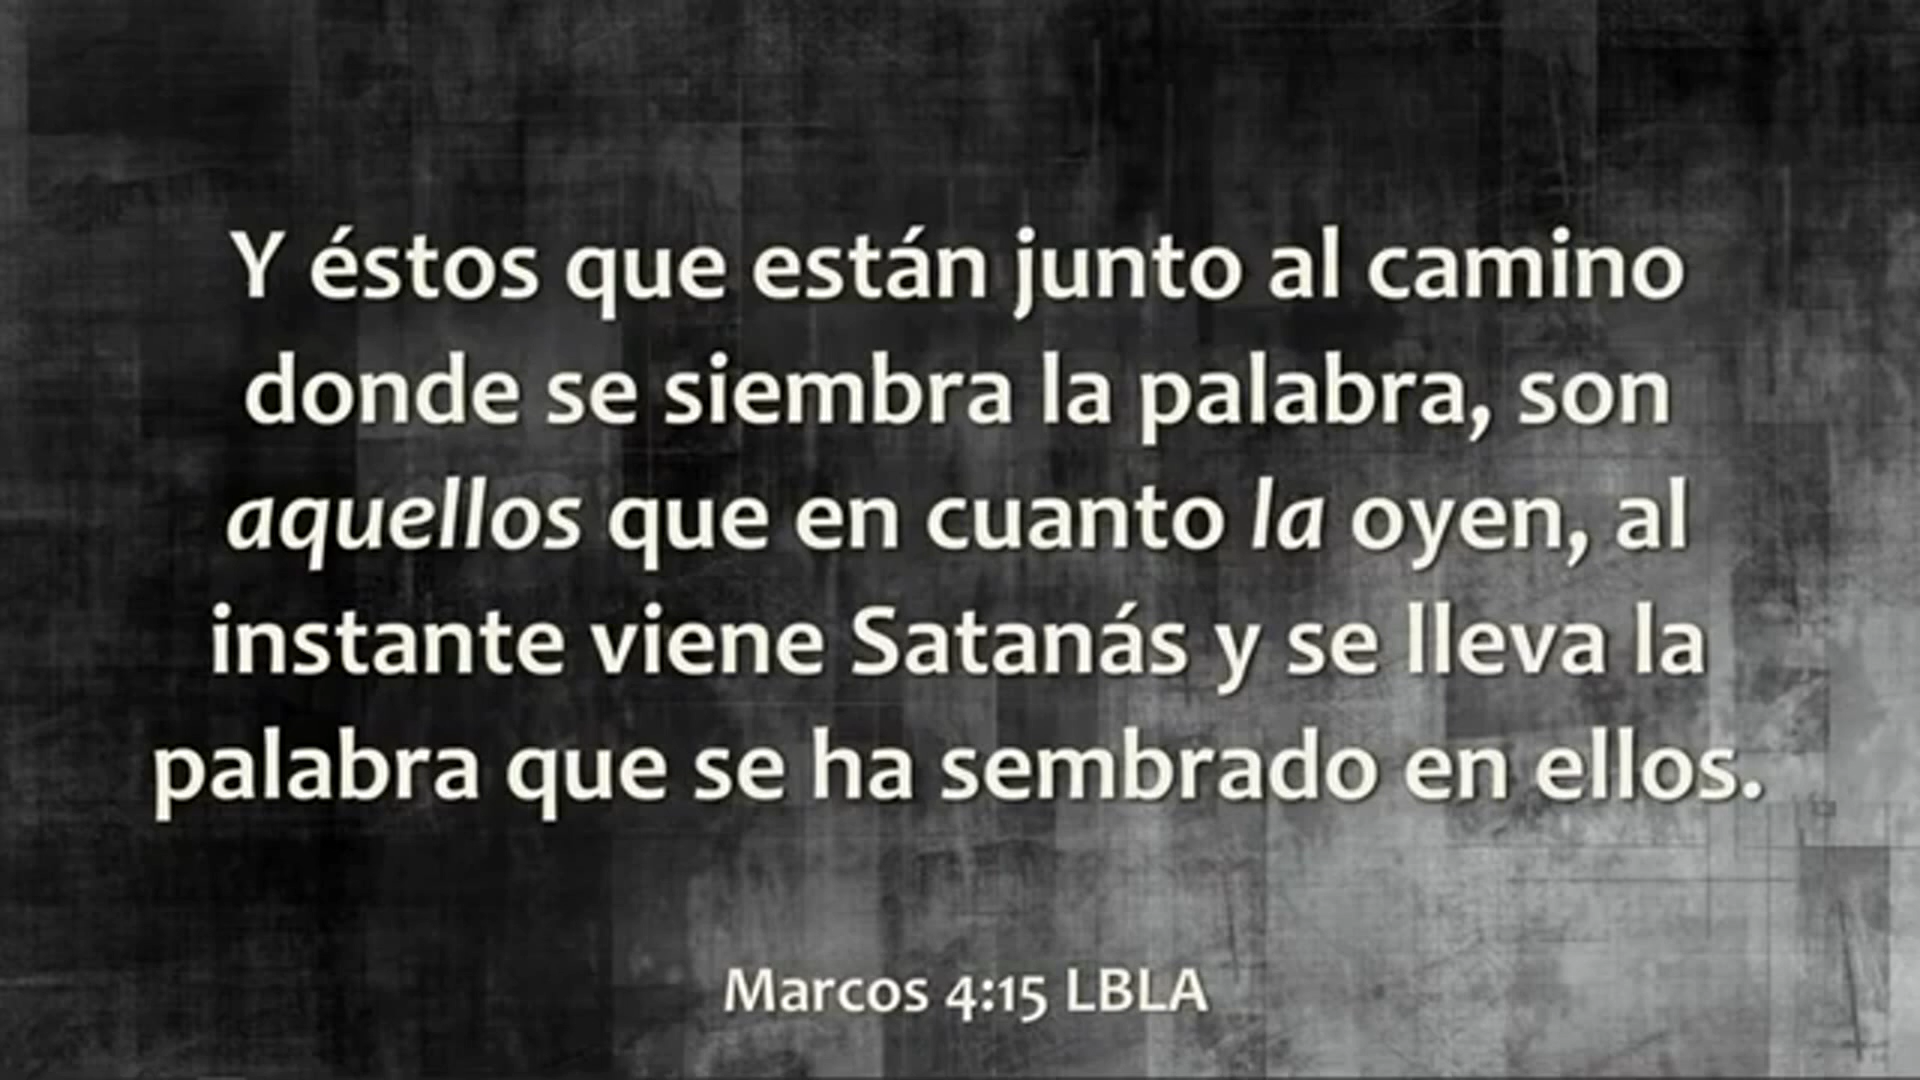 Y éstos que están junto al camino
donde se siembra la palabra, son
aquellos que en cuanto la oyen, al
instante viene Satanás y se lleva la
palabra que se ha sembrado en ellos.
Marcos 4:15 LBLA